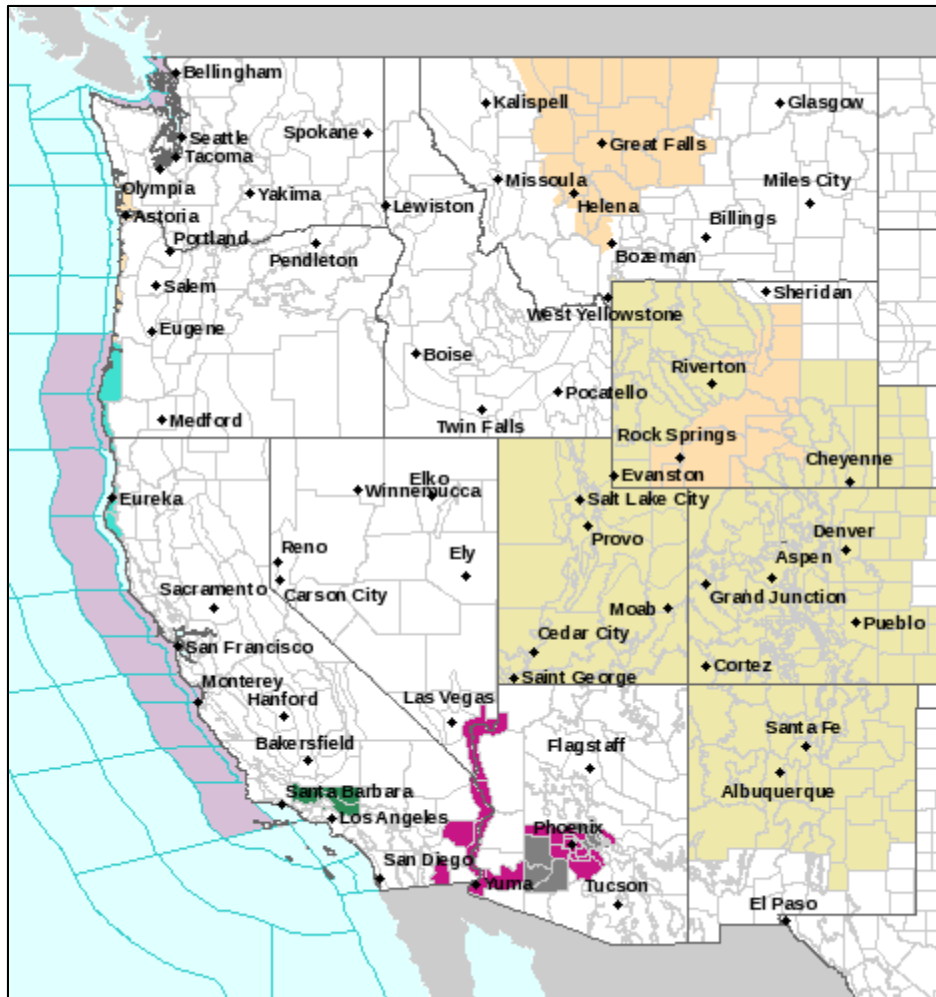 Bellingham
Kalispell
Glasgow
Spokane
Seattle
Great Falls
Tacoma
Missoula
Miles City
Olympia
Yakima
Helena
Lewiston
Astoria
Billings
Portland
Pendleton
Bozeman
Salem
Sheridan
West Yellowstone
Eugene
Boise
Riverton
Pocatello
Medford
Twin Falls
Rock Springs
Cheyenne
Evanston
Elko
Winnemucca
Eureka
Salt Lake City
Denver
Provo
Reno
Ely
Aspen
Sacramento
Carson City
Grand Junction
Moab
Pueblo
Cedar City
San Francisco
Cortez
Saint George
Monterey
Hanford
Las Vegas
Bakersfield
Flagstaff
Santa Fe
Albuquerque
Santa Barbara
Los Angeles
Phoenix
San Diego
Yuma
Tucson
El Paso